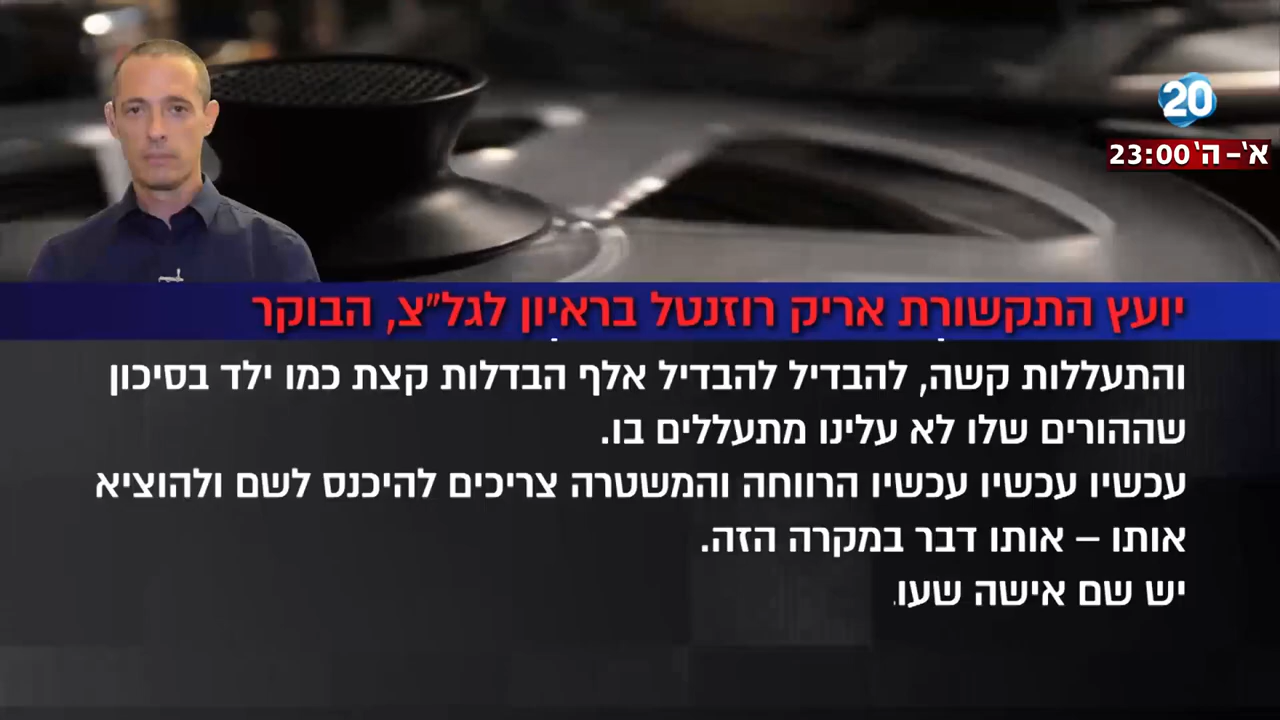 20
א'-ה' 23:00
יועץ התקשורת אריק רוזנטל בראיון לגל"צ, הבוקר
והתעללות קשה, להבדיל להבדיל אלף הבדלות קצת כמו ילד בסיכון
שההורים שלו לא עלינו מתעללים בו.
עכשיו עכשיו עכשיו הרווחה והמשטרה צריכים להיכנס לשם ולהוציא
אותו – אותו דבר במקרה הזה.
יש שם אישה שעו